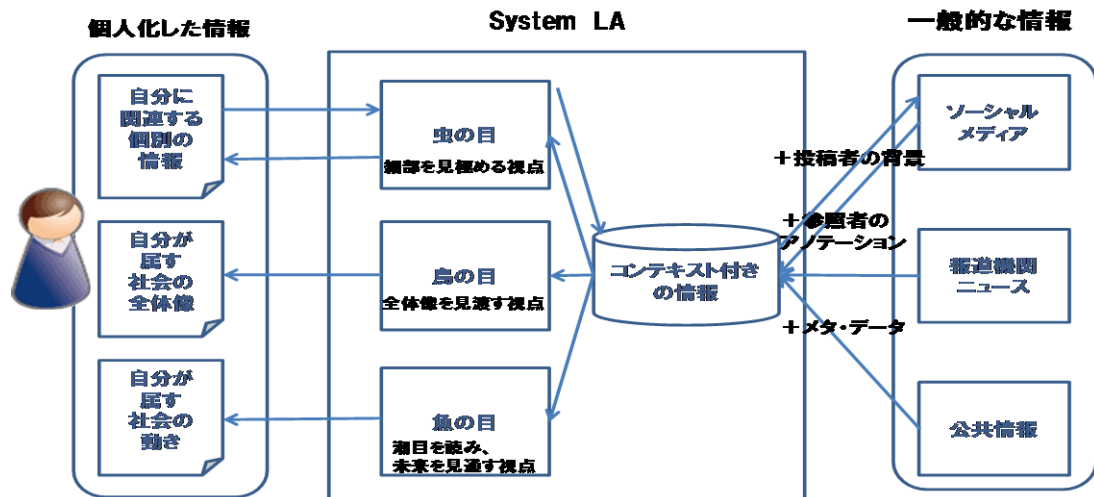 個人化した情報
System LA
一般的な情報
自分に
関連する
個別の
情報
虫の目
細部を見極める視点
ソーシャル
メディア
+投稿者の背景
自分が
属す
社会の
全体像
鳥の目
全体像を見渡す視点
コンテキスト付き
の情報
+参照者の
アノテーション
報道機関
ニュース
+メタ・データ
自分が
属す
社会の
動き
魚の目
潮目を読み、
未来を見通す視点
公共情報